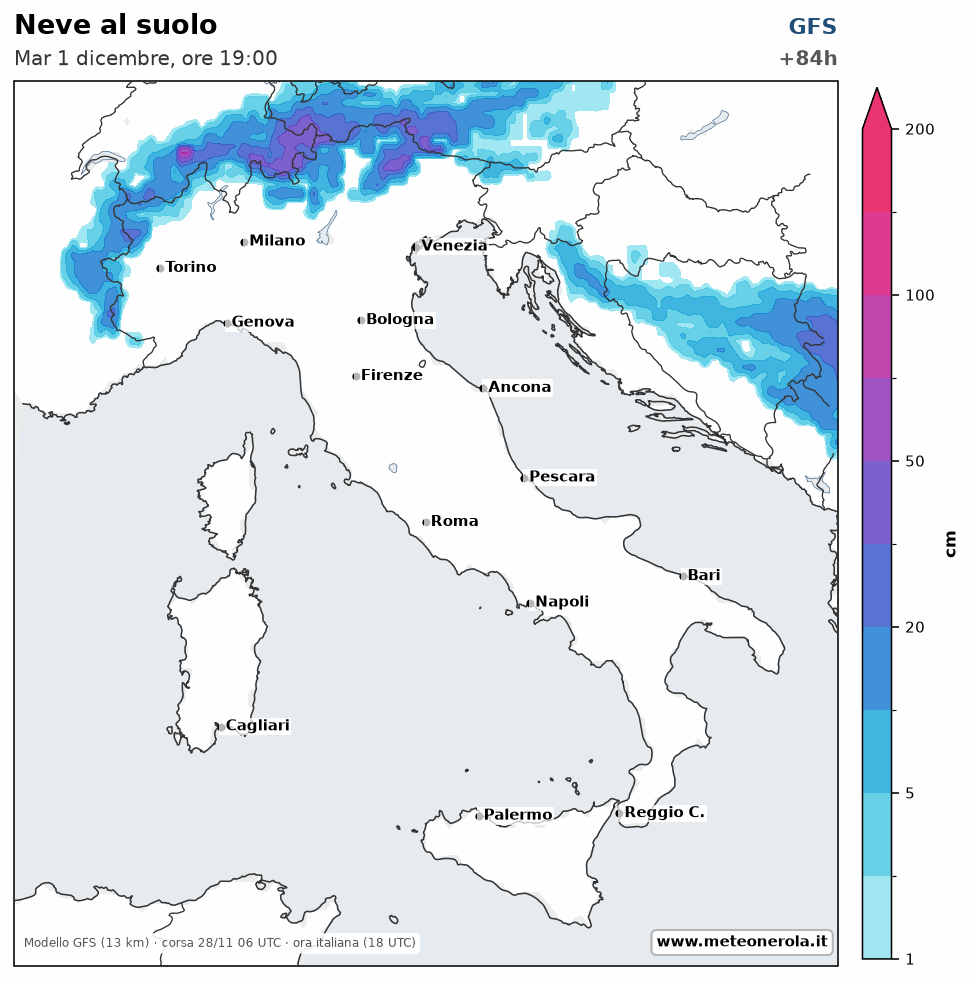 Neve al suolo
GFS
Mar 1 dicembre, ore 19:00
+84h
200
Milano
Venezia
Torino
100
Genova
Bologna
Firenze
Ancona
50
Pescara
Roma
cm
Bari
Napoli
20
Cagliari
5
Palermo
Reggio C.
Modello GFS (13 km) · corsa 28/11 06 UTC · ora italiana (18 UTC)
www.meteonerola.it
1